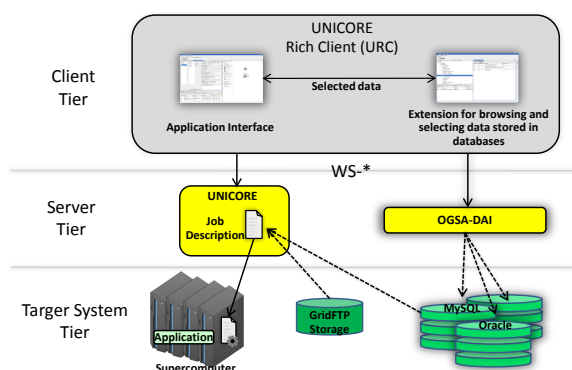 UNICORE
Rich Client (URC)
Client
Tier
Selected data
Application Interface
Extension for browsing and
selecting data stored in
databases
WS-*
UNICORE
Server
Tier
Job
Description
OGSA-DAI
Targer System
Tier
GridFTP
Storage
MySQL
Oracle
Application
Supercomputer